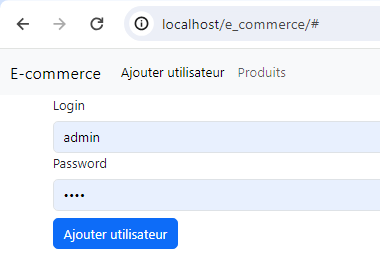 localhost/e_commerce/#
E-commerce Ajouter utilisateur Produits
Login
admin
Password
••••
Ajouter utilisateur